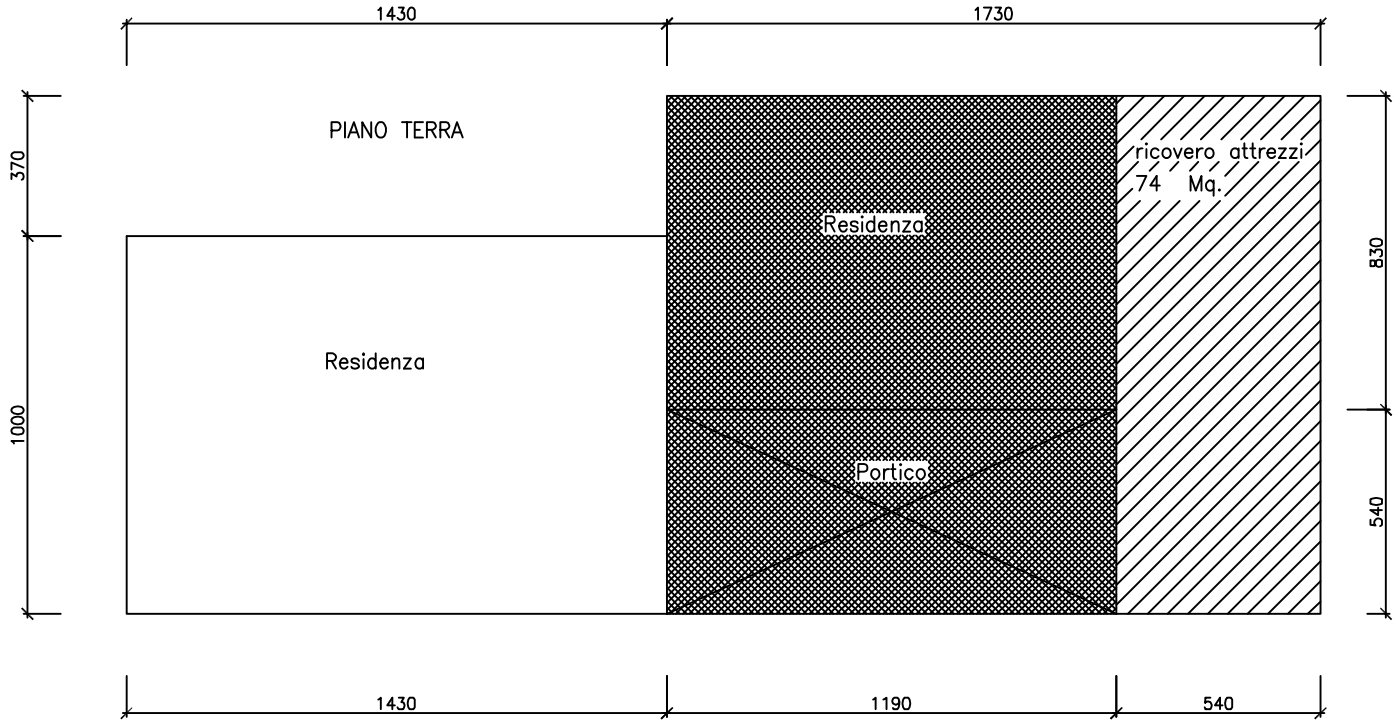 1430
1730
PIANO TERRA
370
ricovero attrezzi
74 Mq.
Residenza
830
Residenza
1000
Portico
540
1430
1190
540